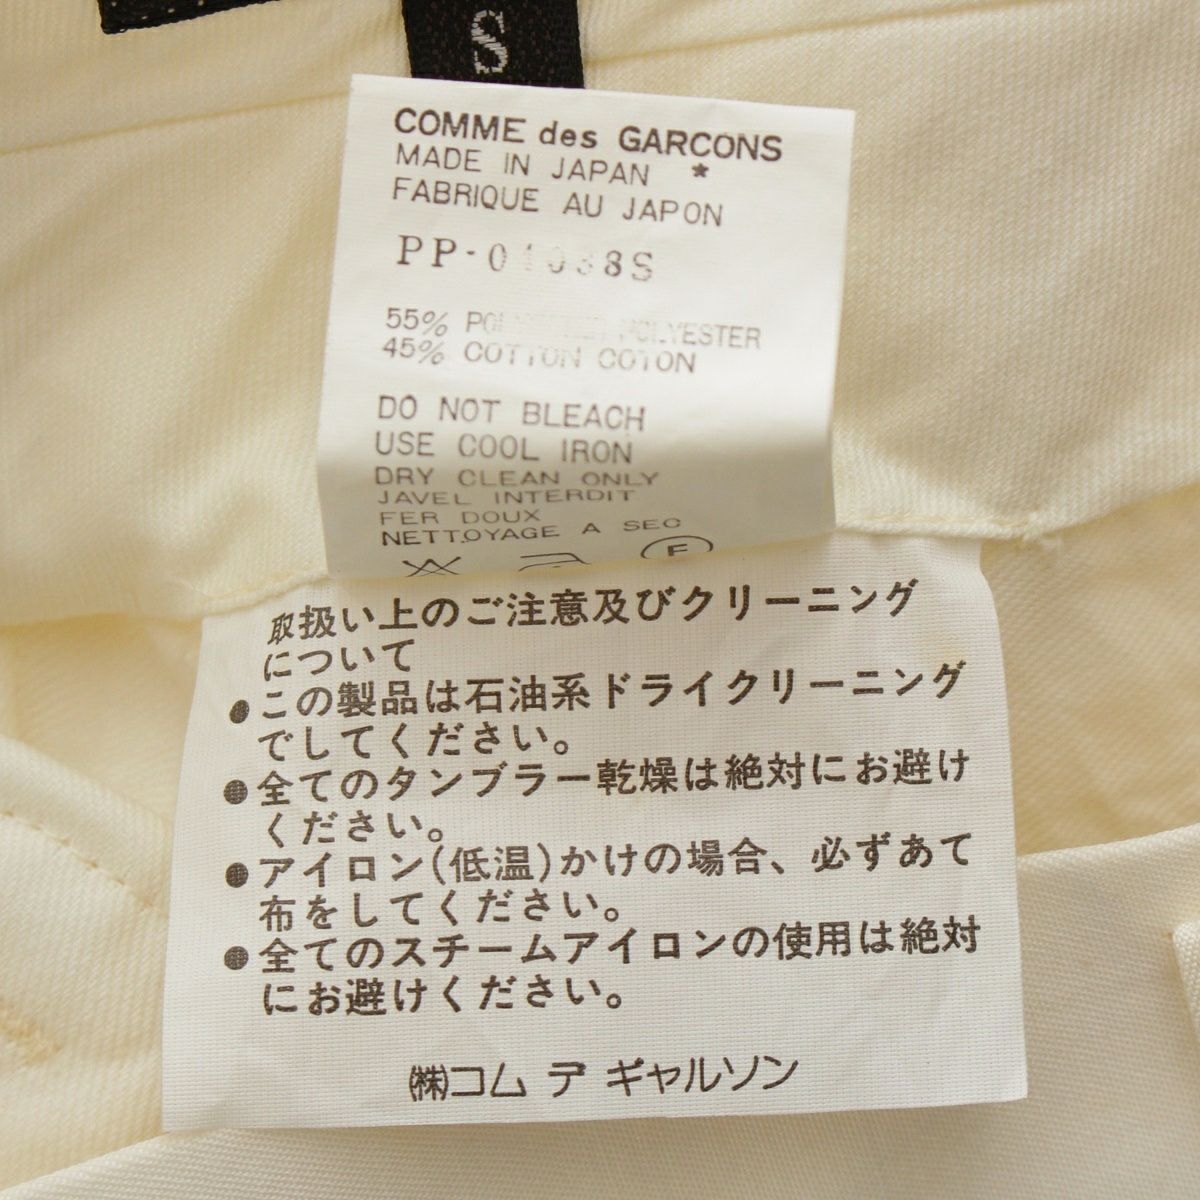 S
COMME des GARCONS
MADE IN JAPAN *
FABRIQUE AU JAPON
PP-04038S
55% POLYESTER POLYESTER
45% COTTON COTON
DO NOT BLEACH
USE COOL IRON
DRY CLEAN ONLY
JAVEL INTERDIT
FER DOUX
NETTOYAGE A SEC
F
取扱い上のご注意及びクリーニング
について
●この製品は石油系ドライクリーニング
でしてください。
●全てのタンブラー乾燥は絶対にお避け
ください。
●アイロン(低温)かけの場合、必ずあて
布をしてください。
●全てのスチームアイロンの使用は絶対
にお避けください。
㈱コム デ ギャルソン